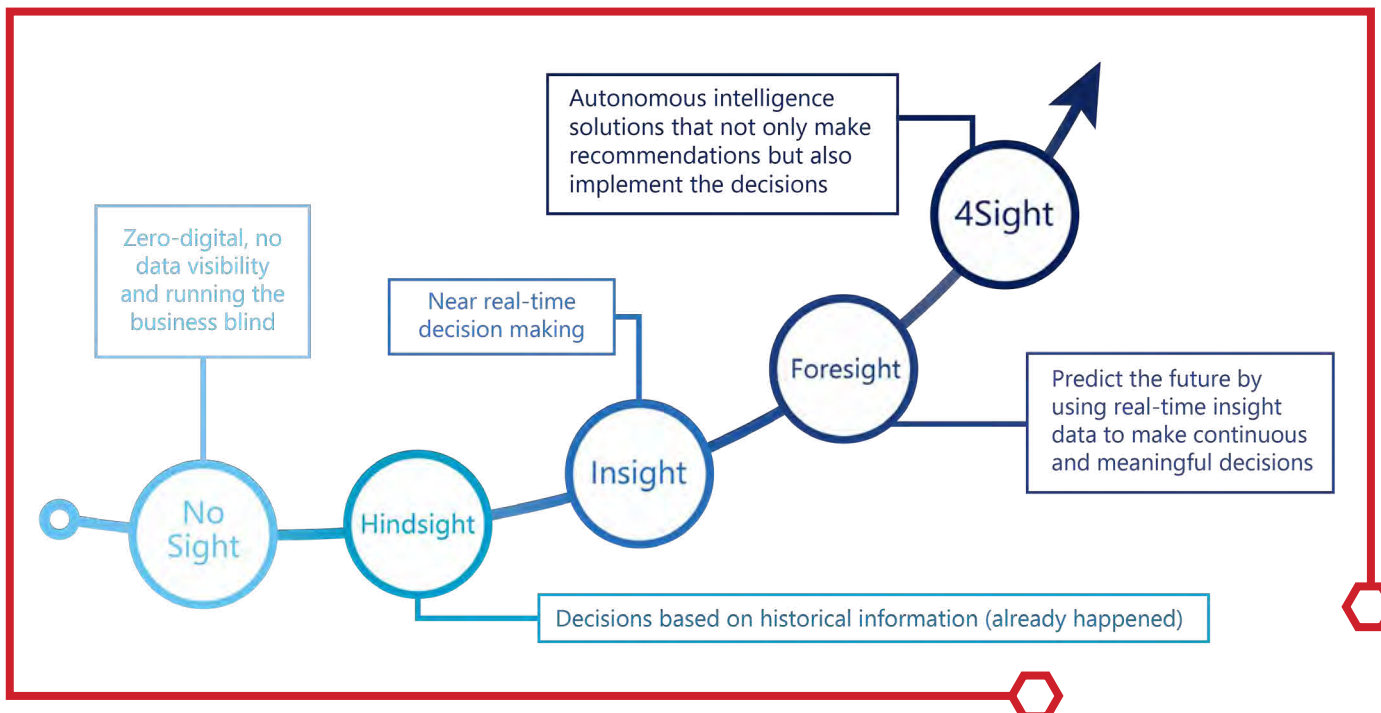 Autonomous intelligence
solutions that not only make
recommendations but also
implement the decisions
4Sight
Zero-digital, no
data visibility
and running the
business blind
Near real-time
decision making
Foresight
Predict the future by
using real-time insight
data to make continuous
and meaningful decisions
Insight
No
Sight
Hindsight
Decisions based on historical information (already happened)